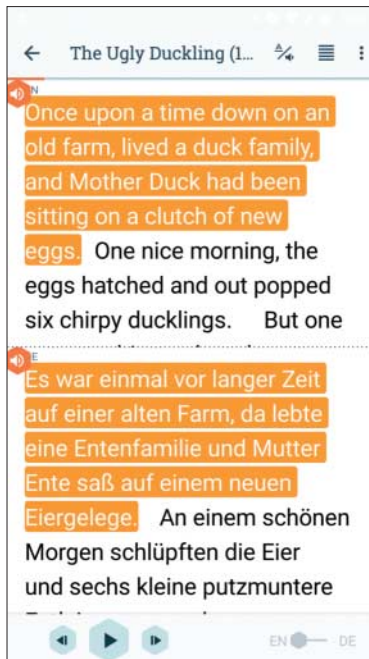 The Ugly Duckling (1...
Once upon a time down on an
old farm, lived a duck family,
and Mother Duck had been
sitting on a clutch of new
eggs. One nice morning, the
eggs hatched and out popped
six chirpy ducklings. But one
Es war einmal vor langer Zeit
auf einer alten Farm, da lebte
eine Entenfamilie und Mutter
Ente saß auf einem neuen
Eiergelege. An einem schönen
Morgen schlüpften die Eier
und sechs kleine putzmuntere
EN DE